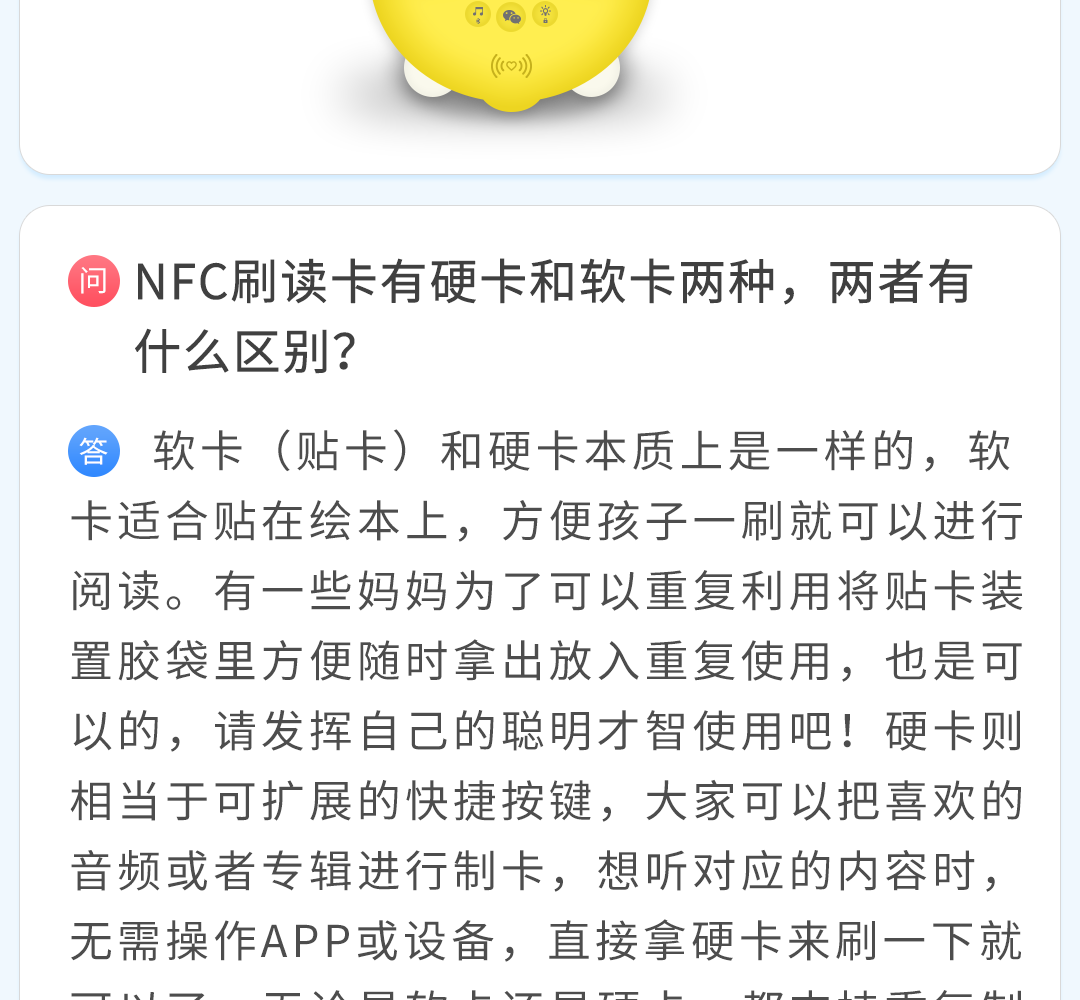 问 NFC刷读卡有硬卡和软卡两种，两者有
什么区别？
答 软卡（贴卡）和硬卡本质上是一样的，软
卡适合贴在绘本上，方便孩子一刷就可以进行
阅读。有一些妈妈为了可以重复利用将贴卡装
置胶袋里方便随时拿出放入重复使用，也是可
以的，请发挥自己的聪明才智使用吧！硬卡则
相当于可扩展的快捷按键，大家可以把喜欢的
音频或者专辑进行制卡，想听对应的内容时，
无需操作APP或设备，直接拿硬卡来刷一下就